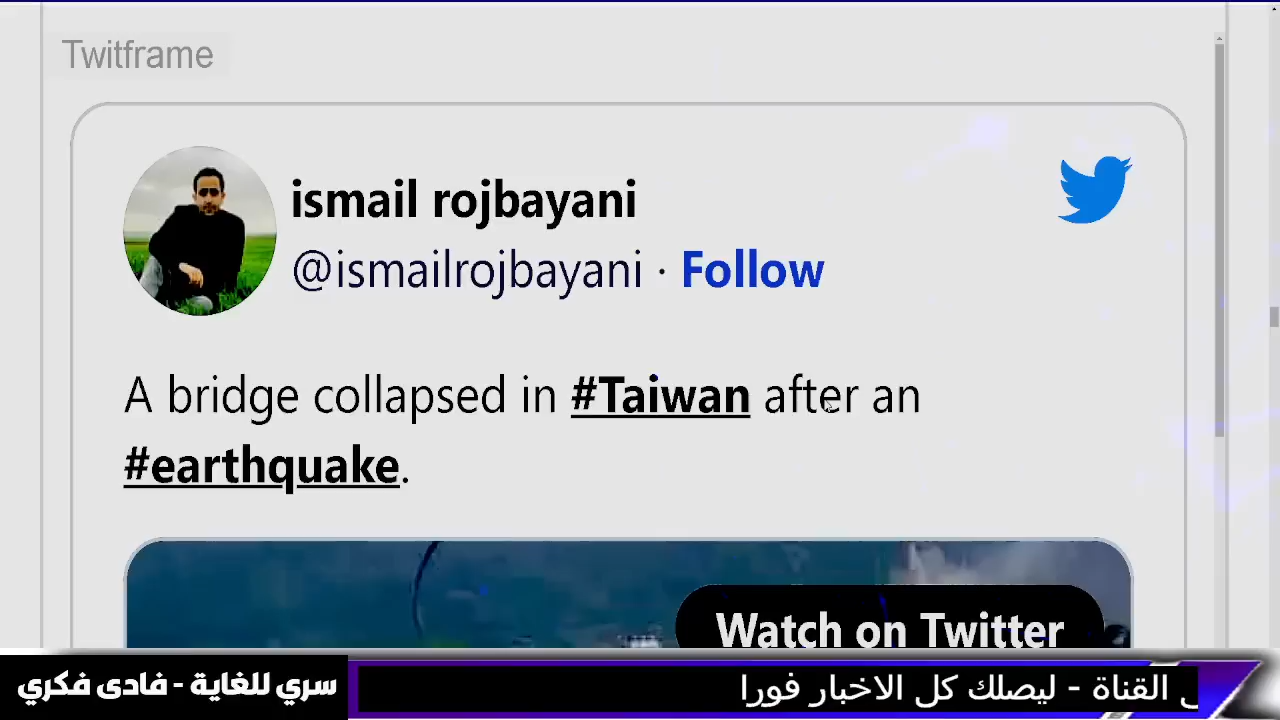 Twitframe
ismail rojbayani
@ismailrojbayani · Follow
A bridge collapsed in #Taiwan after an
#earthquake.
Watch on Twitter
القناة - ليصلك كل الاخبار فورا
سري للغاية - فادى فكري